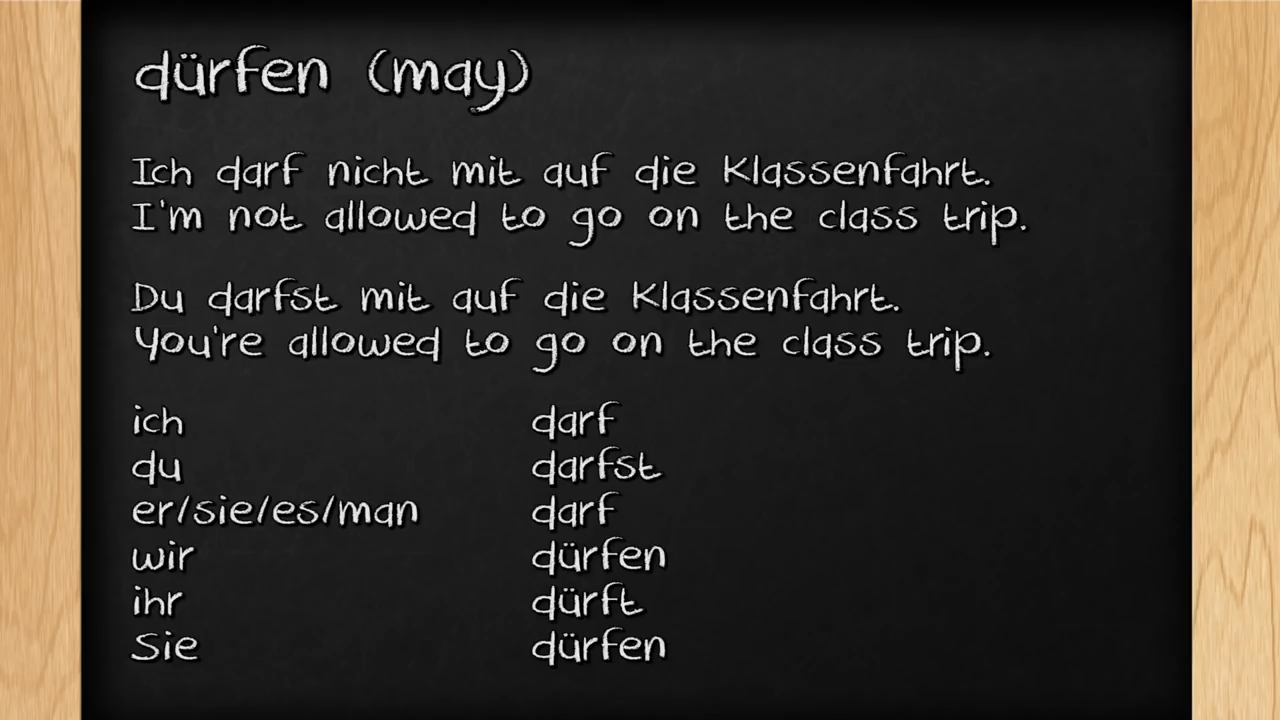 dürfen (may)
Ich darf nicht mit auf die Klassenfahrt.
I'm not allowed to go on the class trip.
Du darfst mit auf die Klassenfahrt.
You're allowed to go on the class trip.
ich darf
du darfst
er/sie/es/man darf
wir dürfen
ihr dürft
Sie dürfen